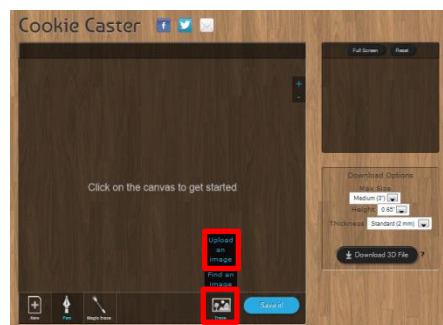 Cookie Caster
Full Screen Reset
+
-
Click on the canvas to get started
Upload
an
image
Find an
Image
Download Options
Max Size
Medium (3")
Height 0.65"
Thickness Standard (2 mm)
Download 3D File ?
New Pen Magic trace Trace Save it!